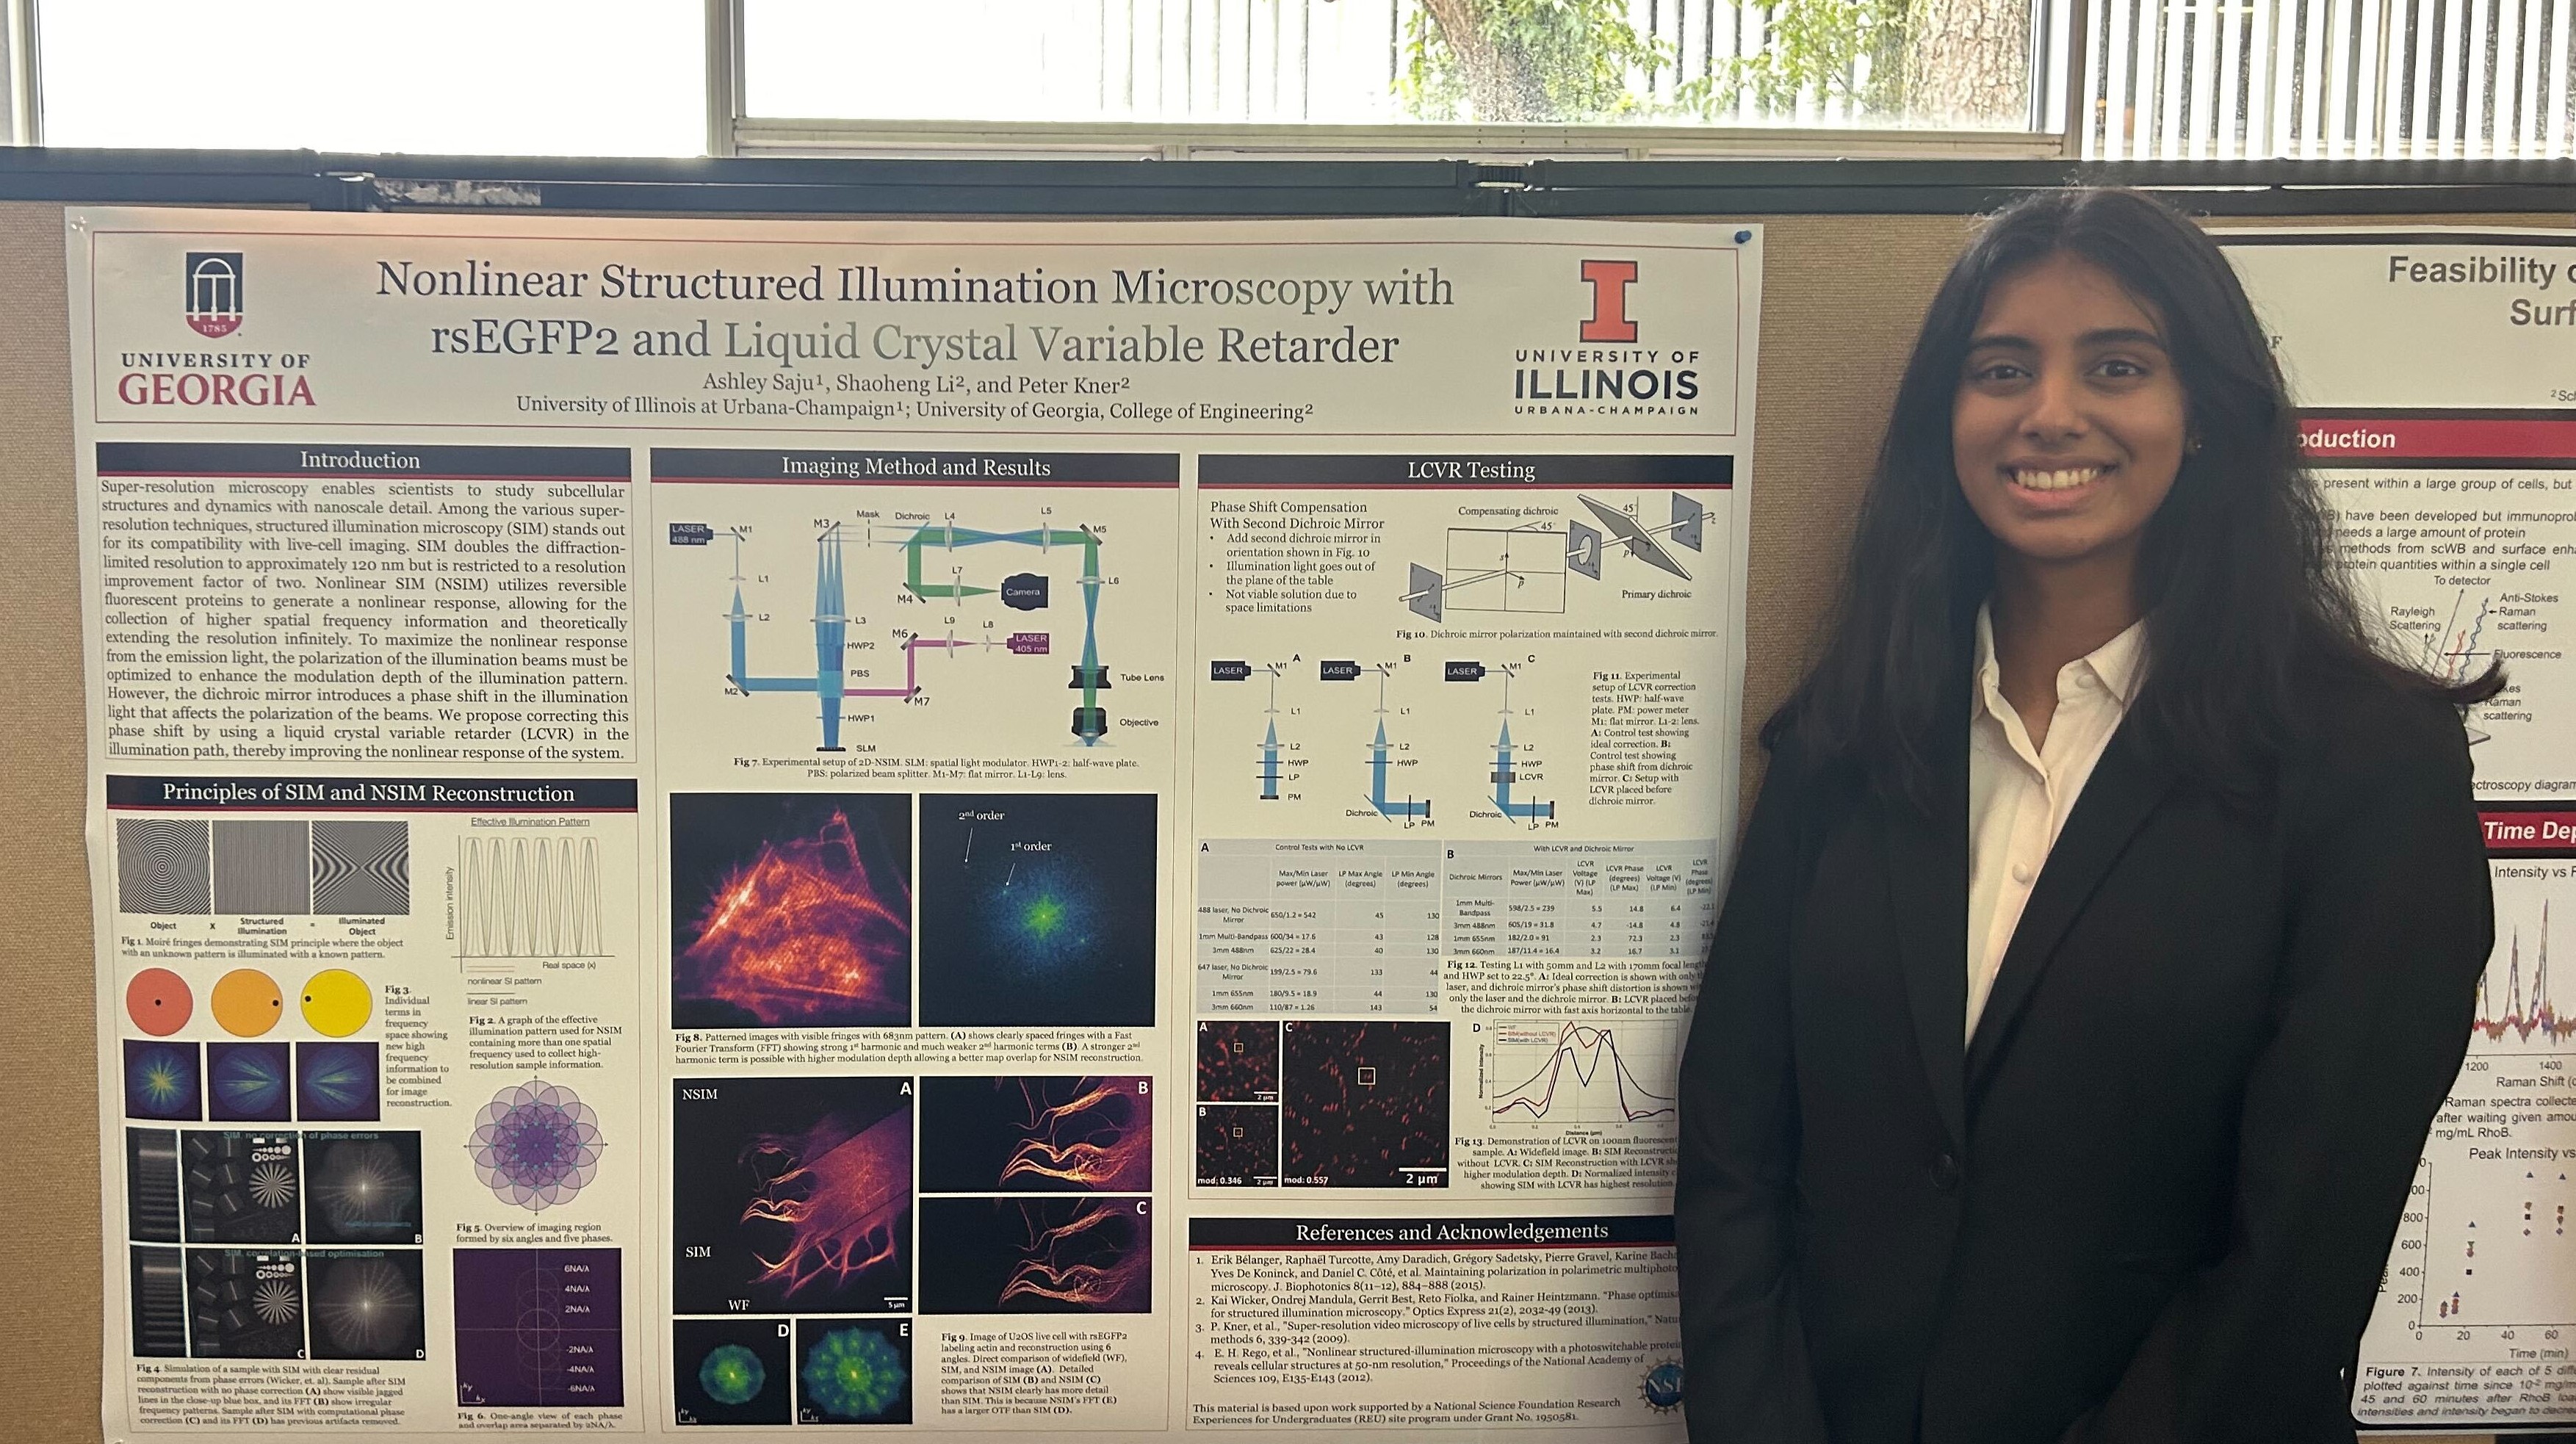 1785
UNIVERSITY OF
GEORGIA
Nonlinear Structured Illumination Microscopy with
rsEGFP2 and Liquid Crystal Variable Retarder
Ashley Saju¹, Shaoheng Li², and Peter Kner²
University of Illinois at Urbana-Champaign¹; University of Georgia, College of Engineering²
UNIVERSITY OF
ILLINOIS
URBANA-CHAMPAIGN
Introduction
Super-resolution microscopy enables scientists to study subcellular
structures and dynamics with nanoscale detail. Among the various super-
resolution techniques, structured illumination microscopy (SIM) stands out
for its compatibility with live-cell imaging. SIM doubles the diffraction-
limited resolution to approximately 120 nm but is restricted to a resolution
improvement factor of two. Nonlinear SIM (NSIM) utilizes reversible
fluorescent proteins to generate a nonlinear response, allowing for the
collection of higher spatial frequency information and theoretically
extending the resolution infinitely. To maximize the nonlinear response
from the emission light, the polarization of the illumination beams must be
optimized to enhance the modulation depth of the illumination pattern.
However, the dichroic mirror introduces a phase shift in the illumination
light that affects the polarization of the beams. We propose correcting this
phase shift by using a liquid crystal variable retarder (LCVR) in the
illumination path, thereby improving the nonlinear response of the system.
Principles of SIM and NSIM Reconstruction
Object
x
Structured
Illumination
=
Illuminated
Object
Fig 1. Moiré fringes demonstrating SIM principle where the object
with an unknown pattern is illuminated with a known pattern.
Effective Illumination Pattern
Emission intensity
Real space (x)
nonlinear SI pattern
linear SI pattern
Fig 2. A graph of the effective
illumination pattern used for NSIM
containing more than one spatial
frequency used to collect high-
resolution sample information.
Fig 3.
Individual
terms in
frequency
space showing
new high
frequency
information to
be combined
for image
reconstruction.
SIM, no correction of phase errors
A
B
SIM, correlation-based optimisation
C
D
Fig 4. Simulation of a sample with SIM with clear residual
components from phase errors (Wicker, et. al). Sample after SIM
reconstruction with no phase correction (A) show visible jagged
lines in the close-up blue box, and its FFT (B) show irregular
frequency patterns. Sample after SIM with computational phase
correction (C) and its FFT (D) has previous artifacts removed.
Fig 5. Overview of imaging region
formed by six angles and five phases.
6NA/λ
4NA/λ
2NA/λ
-2NA/λ
-4NA/λ
-6NA/λ
ky
kx
Fig 6. One-angle view of each phase
and overlap area separated by 2NA/λ.
Imaging Method and Results
LASER
488 nm
M1
L1
L2
M2
M3
Mask
Dichroic
L4
L5
M5
L6
L7
M4
Camera
L3
HWP2
PBS
M6
L9
L8
LASER
405 nm
M7
HWP1
SLM
Tube Lens
Objective
Fig 7. Experimental setup of 2D-NSIM. SLM: spatial light modulator. HWP1-2: half-wave plate.
PBS: polarized beam splitter. M1-M7: flat mirror. L1-L9: lens.
2nd order
1st order
Fig 8. Patterned images with visible fringes with 683nm pattern. (A) shows clearly spaced fringes with a Fast
Fourier Transform (FFT) showing strong 1st harmonic and much weaker 2nd harmonic terms (B). A stronger 2nd
harmonic term is possible with higher modulation depth allowing a better map overlap for NSIM reconstruction.
NSIM
SIM
WF
A
5 μm
B
C
D
E
ky
kx
Fig 9. Image of U2OS live cell with rsEGFP2
labeling actin and reconstruction using 6
angles. Direct comparison of widefield (WF),
SIM, and NSIM image (A). Detailed
comparison of SIM (B) and NSIM (C)
shows that NSIM clearly has more detail
than SIM. This is because NSIM's FFT (E)
has a larger OTF than SIM (D).
LCVR Testing
Phase Shift Compensation
With Second Dichroic Mirror
• Add second dichroic mirror in
orientation shown in Fig. 10
• Illumination light goes out of
the plane of the table
• Not viable solution due to
space limitations
Compensating dichroic
45°
45°
Primary dichroic
Fig 10. Dichroic mirror polarization maintained with second dichroic mirror.
A
LASER
M1
L1
L2
HWP
LP
PM
B
LASER
M1
L1
L2
HWP
Dichroic
LP PM
C
LASER
M1
L1
L2
HWP
LCVR
Dichroic
LP PM
Fig 11. Experimental
setup of LCVR correction
tests. HWP: half-wave
plate. PM: power meter
M1: flat mirror. L1-2: lens.
A: Control test showing
ideal correction. B:
Control test showing
phase shift from dichroic
mirror. C: Setup with
LCVR placed before
dichroic mirror.
A Control Tests with No LCVR
Max/Min Laser power (μW/μW) LP Max Angle (degrees) LP Min Angle (degrees)
488 laser, No Dichroic Mirror 650/1.2 = 542 45 130
1mm Multi-Bandpass 600/34 = 17.6 43 128
3mm 488nm 625/22 = 28.4 40 130
647 laser, No Dichroic Mirror 199/2.5 = 79.6 133 44
1mm 655nm 180/9.5 = 18.9 44 130
3mm 660nm 110/87 = 1.26 143 54
B With LCVR and Dichroic Mirror
Dichroic Mirrors Max/Min Laser Power (μW/μW) LCVR Voltage (V) (LP Max) LCVR Phase (degrees) (LP Max) LCVR Voltage (V) (LP Min) LCVR Phase (degrees) (LP Min)
1mm Multi-Bandpass 598/2.5 = 239 5.5 14.8 6.4
3mm 488nm 605/19 = 31.8 4.7 -14.8 4.8
1mm 655nm 182/2.0 = 91 2.3 72.3 2.3
3mm 660nm 187/11.4 = 16.4 3.2 16.7 3.1
Fig 12. Testing L1 with 50mm and L2 with 170mm focal length
and HWP set to 22.5°. A: Ideal correction is shown with only
laser, and dichroic mirror's phase shift distortion is shown
only the laser and the dichroic mirror. B: LCVR placed
the dichroic mirror with fast axis horizontal to the table.
A
2 μm
B
mod: 0.346
2 μm
C
mod: 0.557
2 μm
D
WF
SIM(without LCVR)
SIM(with LCVR)
Normalized intensity
Distance (μm)
Fig 13. Demonstration of LCVR on 100nm fluorescent
sample. A: Widefield image. B: SIM
without LCVR. C: SIM Reconstruction with LCVR
higher modulation depth. D: Normalized intensity
showing SIM with LCVR has highest resolution.
References and Acknowledgements
1. Erik Bélanger, Raphaël Turcotte, Amy Daradich, Grégory Sadetsky, Pierre Gravel, Karine
Yves De Koninck, and Daniel C. Côté, et al. Maintaining polarization in polarimetric
microscopy. J. Biophotonics 8(11–12), 884–888 (2015).
2. Kai Wicker, Ondrej Mandula, Gerrit Best, Reto Fiolka, and Rainer Heintzmann. "Phase
for structured illumination microscopy." Optics Express 21(2), 2032-49 (2013).
3. P. Kner, et al., "Super-resolution video microscopy of live cells by structured illumination,"
methods 6, 339-342 (2009).
4. E. H. Rego, et al., "Nonlinear structured-illumination microscopy with a photoswitchable
reveals cellular structures at 50-nm resolution," Proceedings of the National Academy of
Sciences 109, E135-E143 (2012).
NSF
This material is based upon work supported by a National Science Foundation Research
Experiences for Undergraduates (REU) site program under Grant No. 1950581.
Feasibility
Surf
oduction
present within a large group of cells, but
have been developed but immunoprol
needs a large amount of protein
methods from scWB and surface enh
protein quantities within a single cell
To detector
Rayleigh
Scattering
Anti-Stokes
Raman
scattering
Fluorescence
Raman
scattering
ectroscopy diagram
Time Dep
Intensity vs
1200 1400
Raman Shift
Raman spectra collecte
after waiting given amou
mg/mL RhoB.
Peak Intensity vs
800
600
400
200
0
0 20 40 60
Time (min)
Figure 7. Intensity of each of 5
plotted against time since 10⁻²
45 and 60 minutes after RhoB
intensities and intensity began to